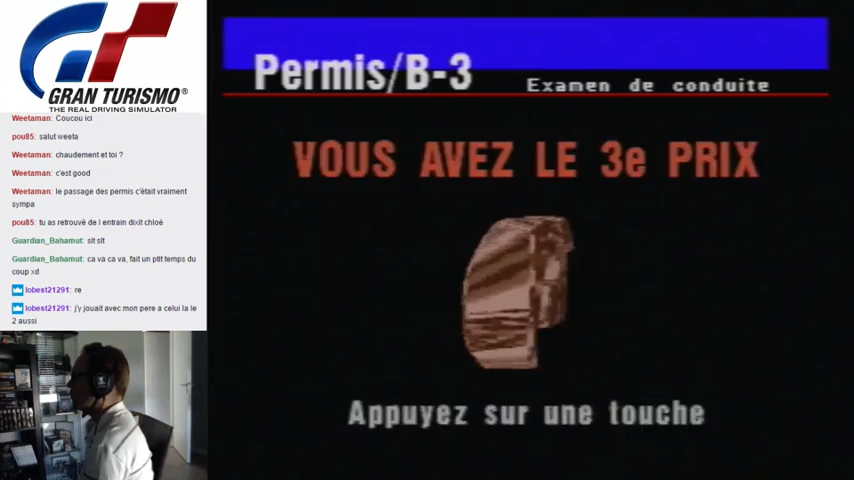 GRAN TURISMO®
THE REAL DRIVING SIMULATOR
Weetaman: Coucou ici
pou85: salut weeta
Weetaman: chaudement et toi ?
Weetaman: c'est good
Weetaman: le passage des permis c'était vraiment
sympa
pou85: tu as retrouvé de l entrain dixit chloé
Guardian_Bahamut: slt slt
Guardian_Bahamut: ca va ca va, fait un ptit temps du
coup xd
lobest21291: re
lobest21291: j'y jouait avec mon pere a celui la le
2 aussi
Permis/B-3
Examen de conduite
VOUS AVEZ LE 3e PRIX
Appuyez sur une touche